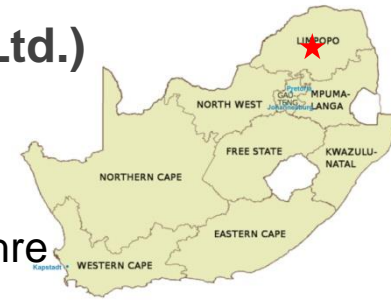 Ltd.)
LIMPOPO
Pretoria
NORTH WEST
GAU
TENG
MPUMA-
LANGA
Johannesburg
FREE STATE
KWAZULU-
NATAL
NORTHERN CAPE
EASTERN CAPE
hre
Kapstadt
WESTERN CAPE